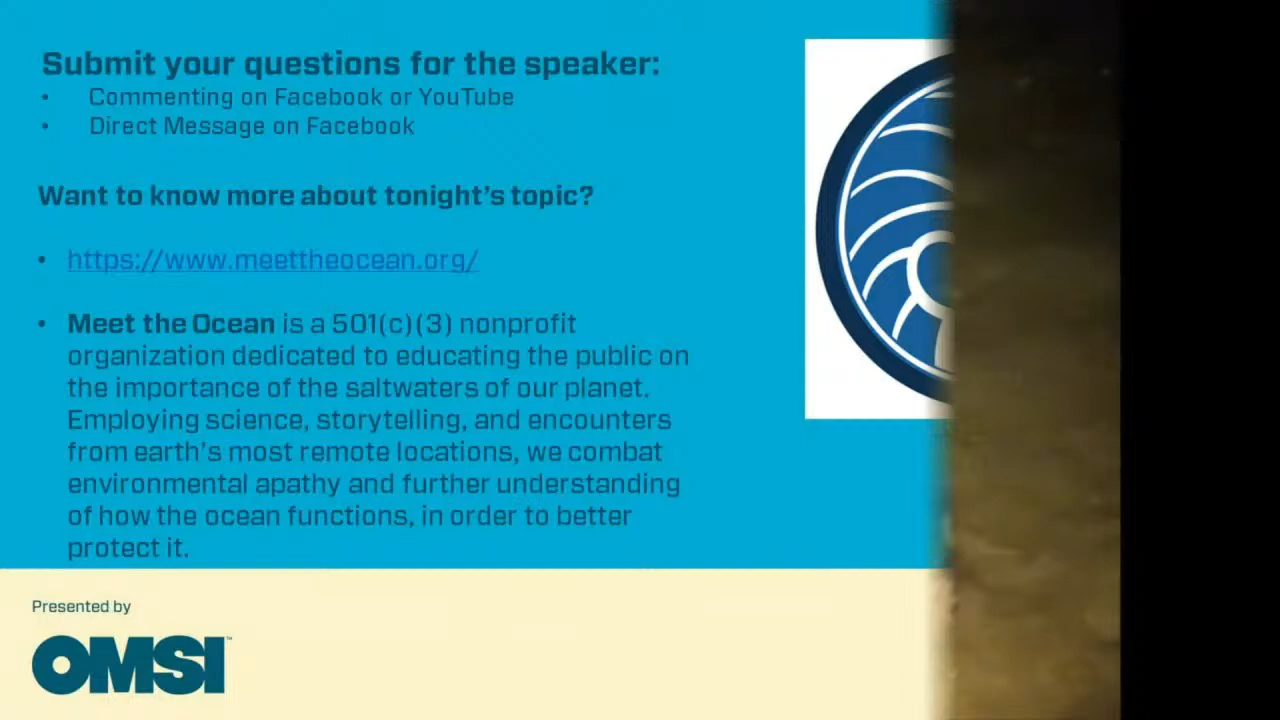 Submit your questions for the speaker:
• Commenting on Facebook or YouTube
• Direct Message on Facebook
Want to know more about tonight's topic?
• https://www.meettheocean.org/
• Meet the Ocean is a 501(c)(3) nonprofit
organization dedicated to educating the public on
the importance of the saltwaters of our planet.
Employing science, storytelling, and encounters
from earth's most remote locations, we combat
environmental apathy and further understanding
of how the ocean functions, in order to better
protect it.
Presented by
OMSI™